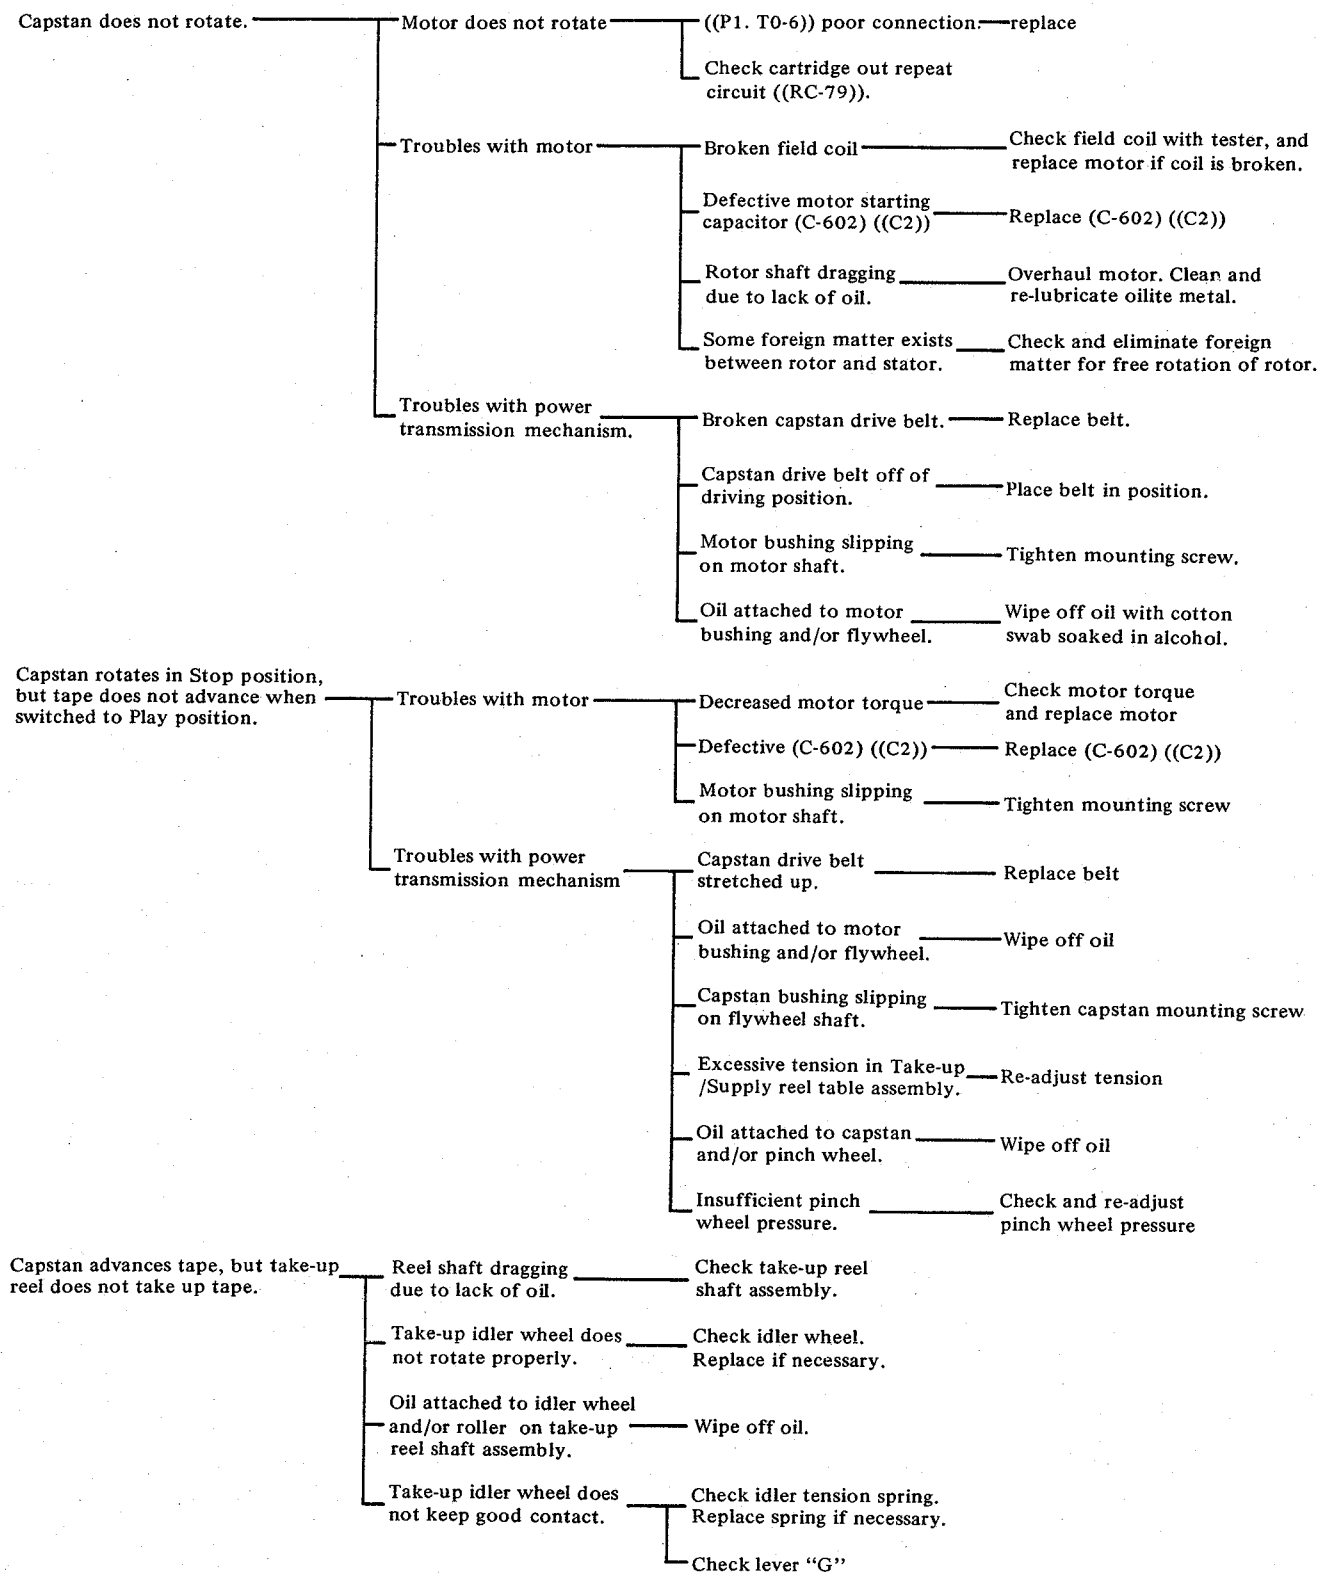 Capstan does not rotate.
Motor does not rotate
((P1. T0-6)) poor connection.
replace
Check cartridge out repeat
circuit ((RC-79)).
Troubles with motor
Broken field coil
Check field coil with tester, and
replace motor if coil is broken.
Defective motor starting
capacitor (C-602) ((C2))
Replace (C-602) ((C2))
Rotor shaft dragging
due to lack of oil.
Overhaul motor. Clean and
re-lubricate oilite metal.
Some foreign matter exists
between rotor and stator.
Check and eliminate foreign
matter for free rotation of rotor.
Troubles with power
transmission mechanism.
Broken capstan drive belt.
Replace belt.
Capstan drive belt off of
driving position.
Place belt in position.
Motor bushing slipping
on motor shaft.
Tighten mounting screw.
Oil attached to motor
bushing and/or flywheel.
Wipe off oil with cotton
swab soaked in alcohol.
Capstan rotates in Stop position,
but tape does not advance when
switched to Play position.
Troubles with motor
Decreased motor torque
Check motor torque
and replace motor
Defective (C-602) ((C2))
Replace (C-602) ((C2))
Motor bushing slipping
on motor shaft.
Tighten mounting screw
Troubles with power
transmission mechanism
Capstan drive belt
stretched up.
Replace belt
Oil attached to motor
bushing and/or flywheel.
Wipe off oil
Capstan bushing slipping
on flywheel shaft.
Tighten capstan mounting screw
Excessive tension in Take-up
/Supply reel table assembly.
Re-adjust tension
Oil attached to capstan
and/or pinch wheel.
Wipe off oil
Insufficient pinch
wheel pressure.
Check and re-adjust
pinch wheel pressure
Capstan advances tape, but take-up
reel does not take up tape.
Reel shaft dragging
due to lack of oil.
Check take-up reel
shaft assembly.
Take-up idler wheel does
not rotate properly.
Check idler wheel.
Replace if necessary.
Oil attached to idler wheel
and/or roller on take-up
reel shaft assembly.
Wipe off oil.
Take-up idler wheel does
not keep good contact.
Check idler tension spring.
Replace spring if necessary.
Check lever “G”